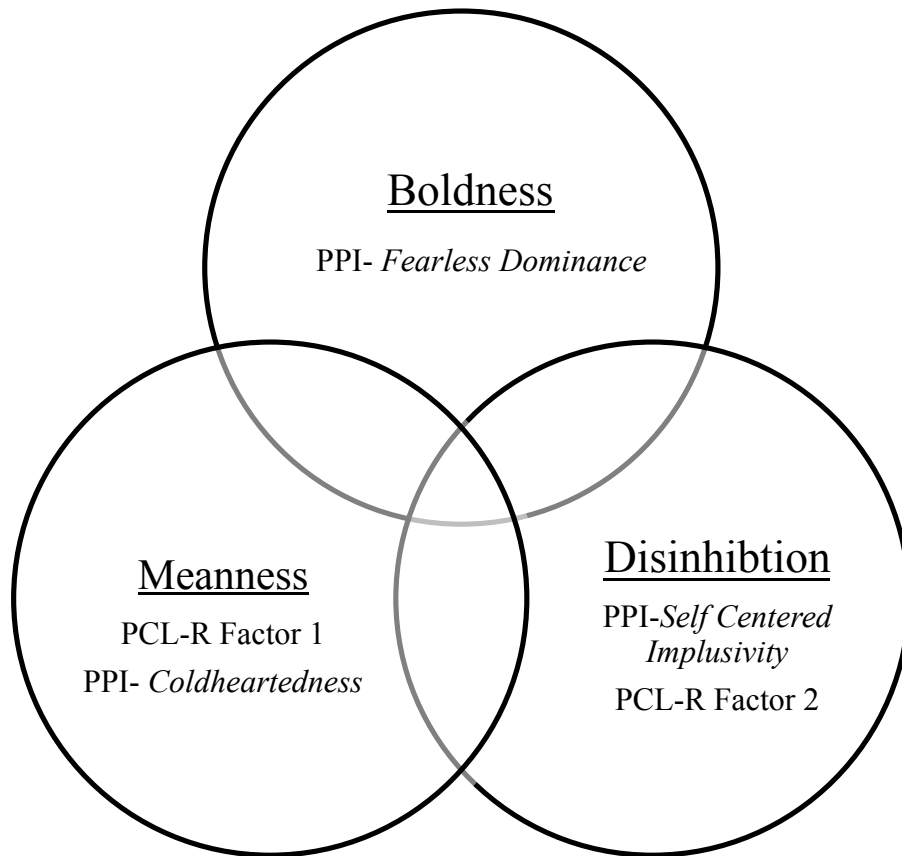 Boldness
PPI- Fearless Dominance
Meanness
PCL-R Factor 1
PPI- Coldheartedness
Disinhibtion
PPI-Self Centered
Implusivity
PCL-R Factor 2